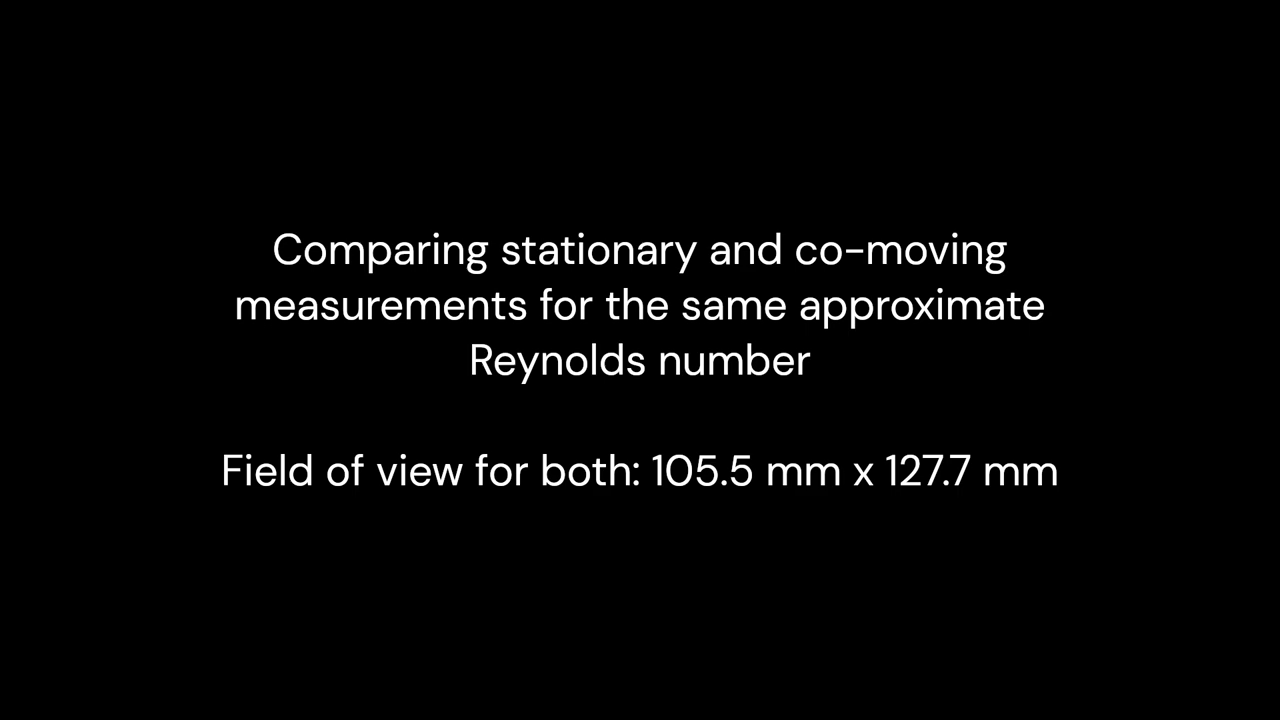 Comparing stationary and co-moving
measurements for the same approximate
Reynolds number
Field of view for both: 105.5 mm x 127.7 mm